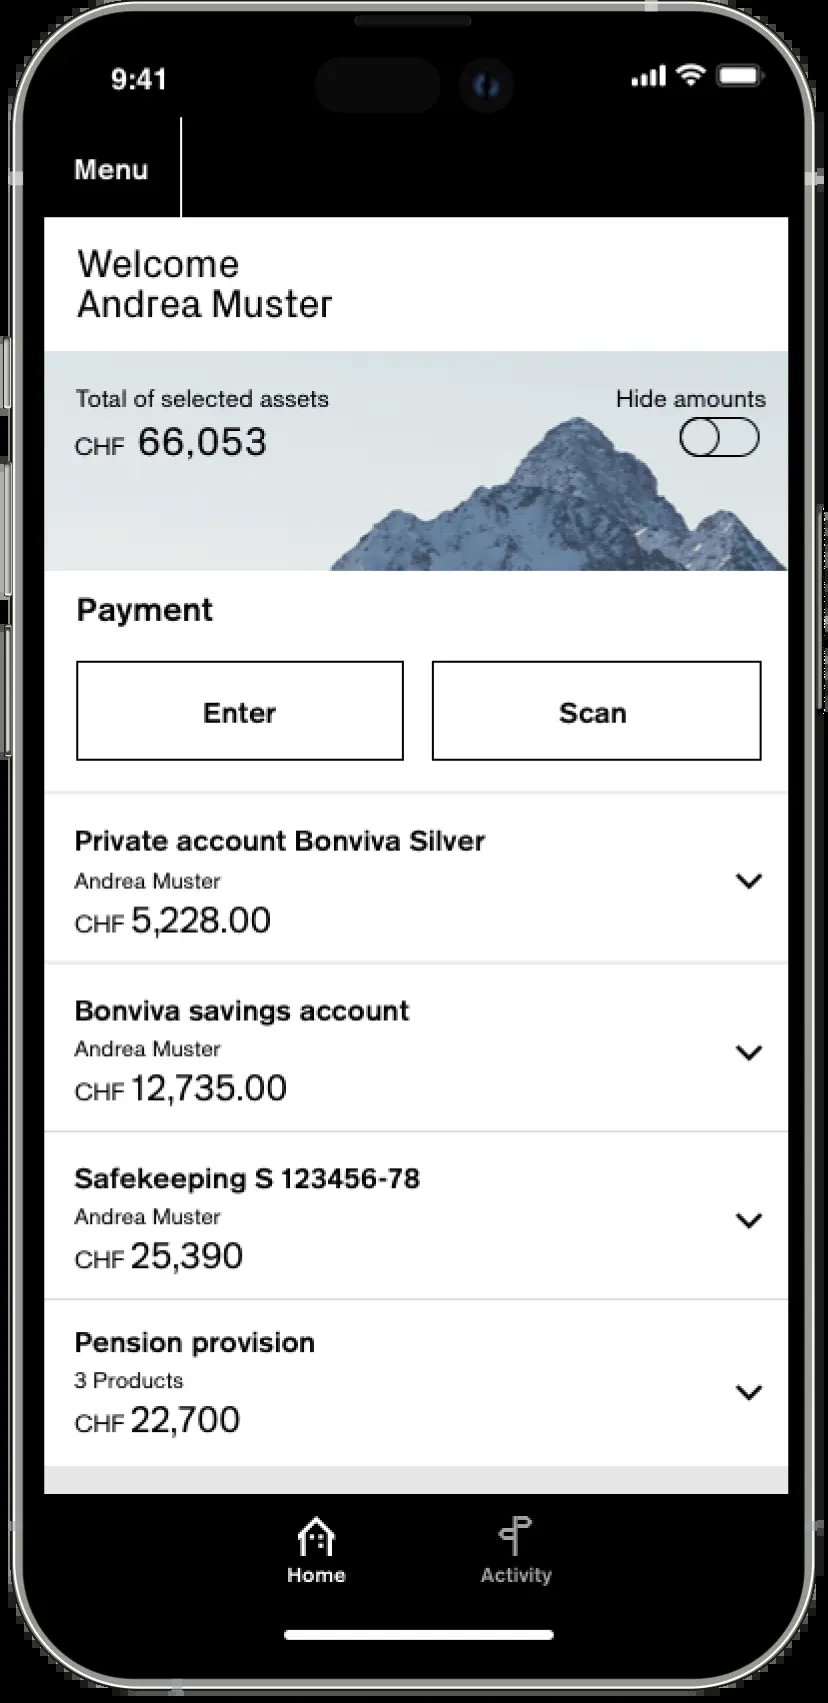 9:41
Menu
Welcome
Andrea Muster
Total of selected assets
Hide amounts
CHF 66,053
Payment
Enter
Scan
Private account Bonviva Silver
Andrea Muster
CHF 5,228.00
Bonviva savings account
Andrea Muster
CHF 12,735.00
Safekeeping S 123456-78
Andrea Muster
CHF 25,390
Pension provision
3 Products
CHF 22,700
Home
Activity